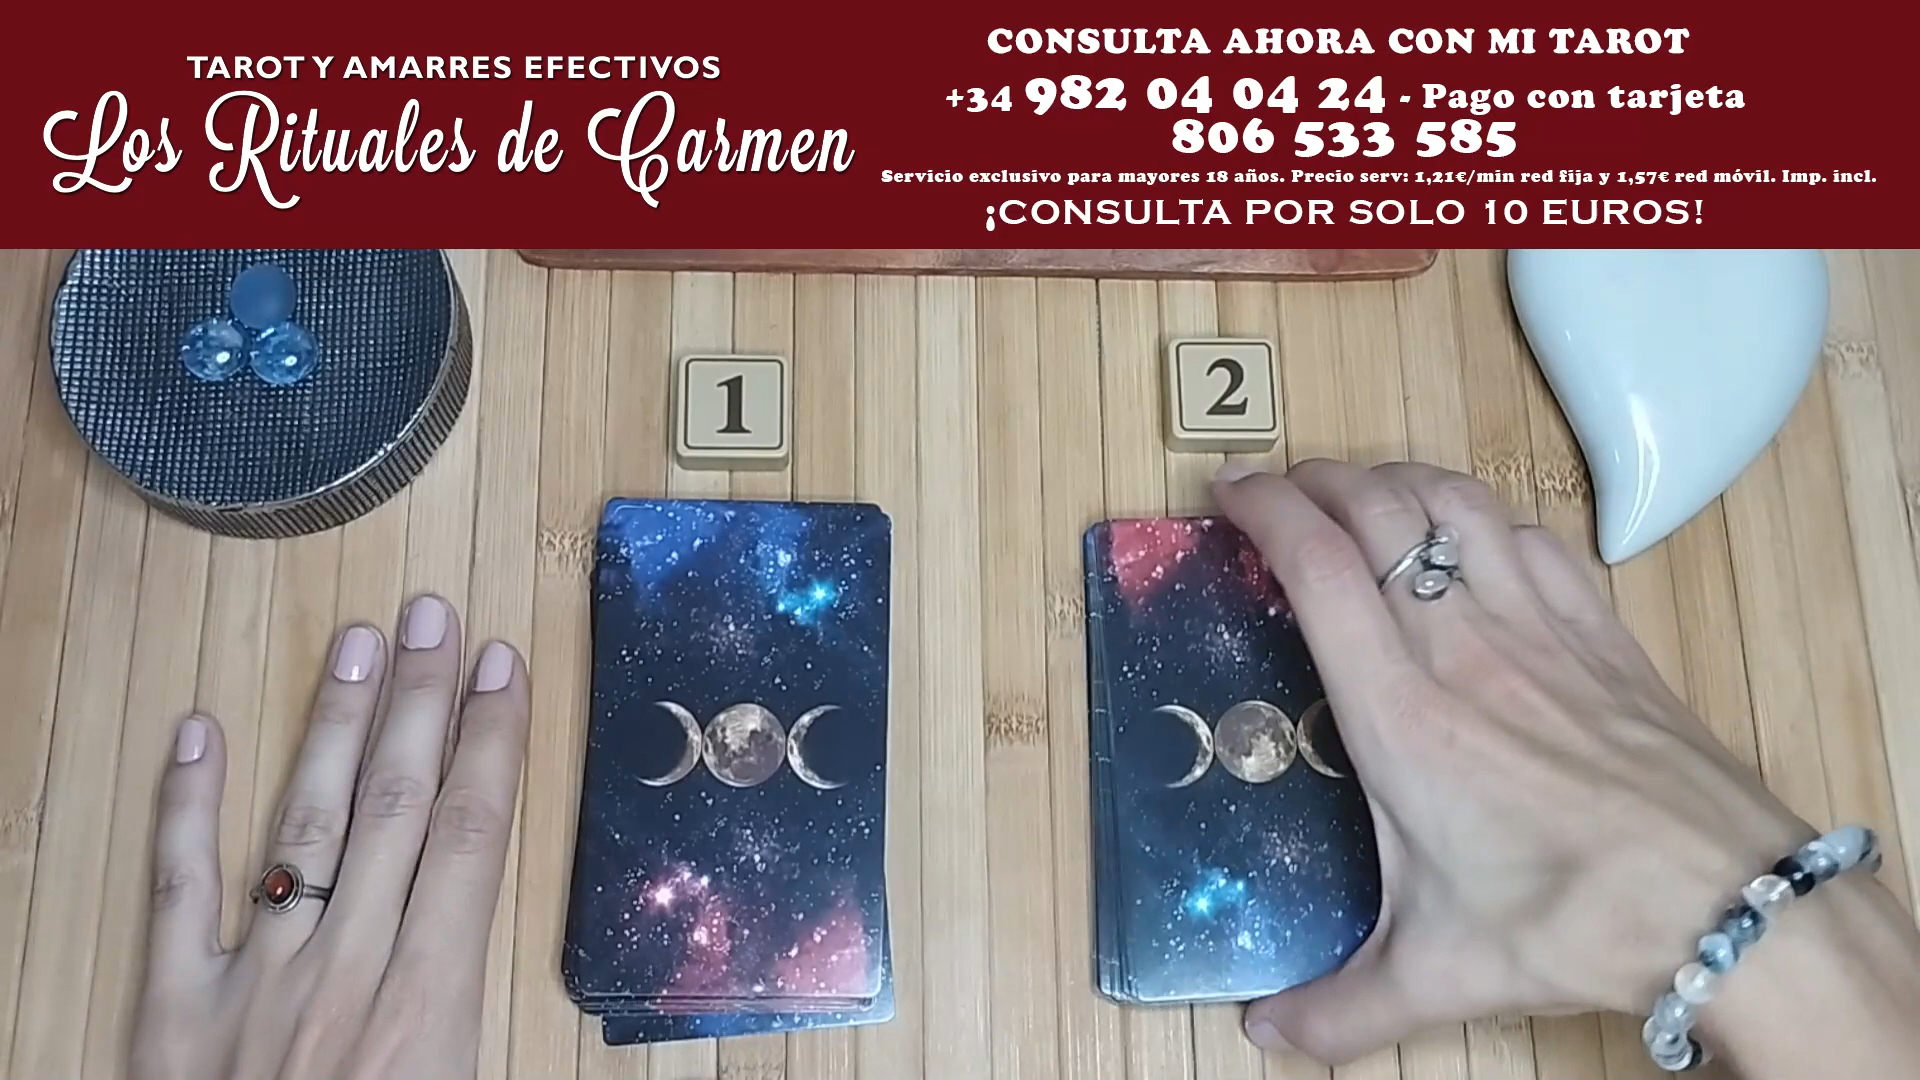 TAROT Y AMARRES EFECTIVOS
Los Rituales de Carmen
CONSULTA AHORA CON MI TAROT
+34 982 04 04 24 - Pago con tarjeta
806 533 585
Servicio exclusivo para mayores 18 años. Precio serv: 1,21€/min red fija y 1,57€ red móvil. Imp. incl.
¡CONSULTA POR SOLO 10 EUROS!
1
2